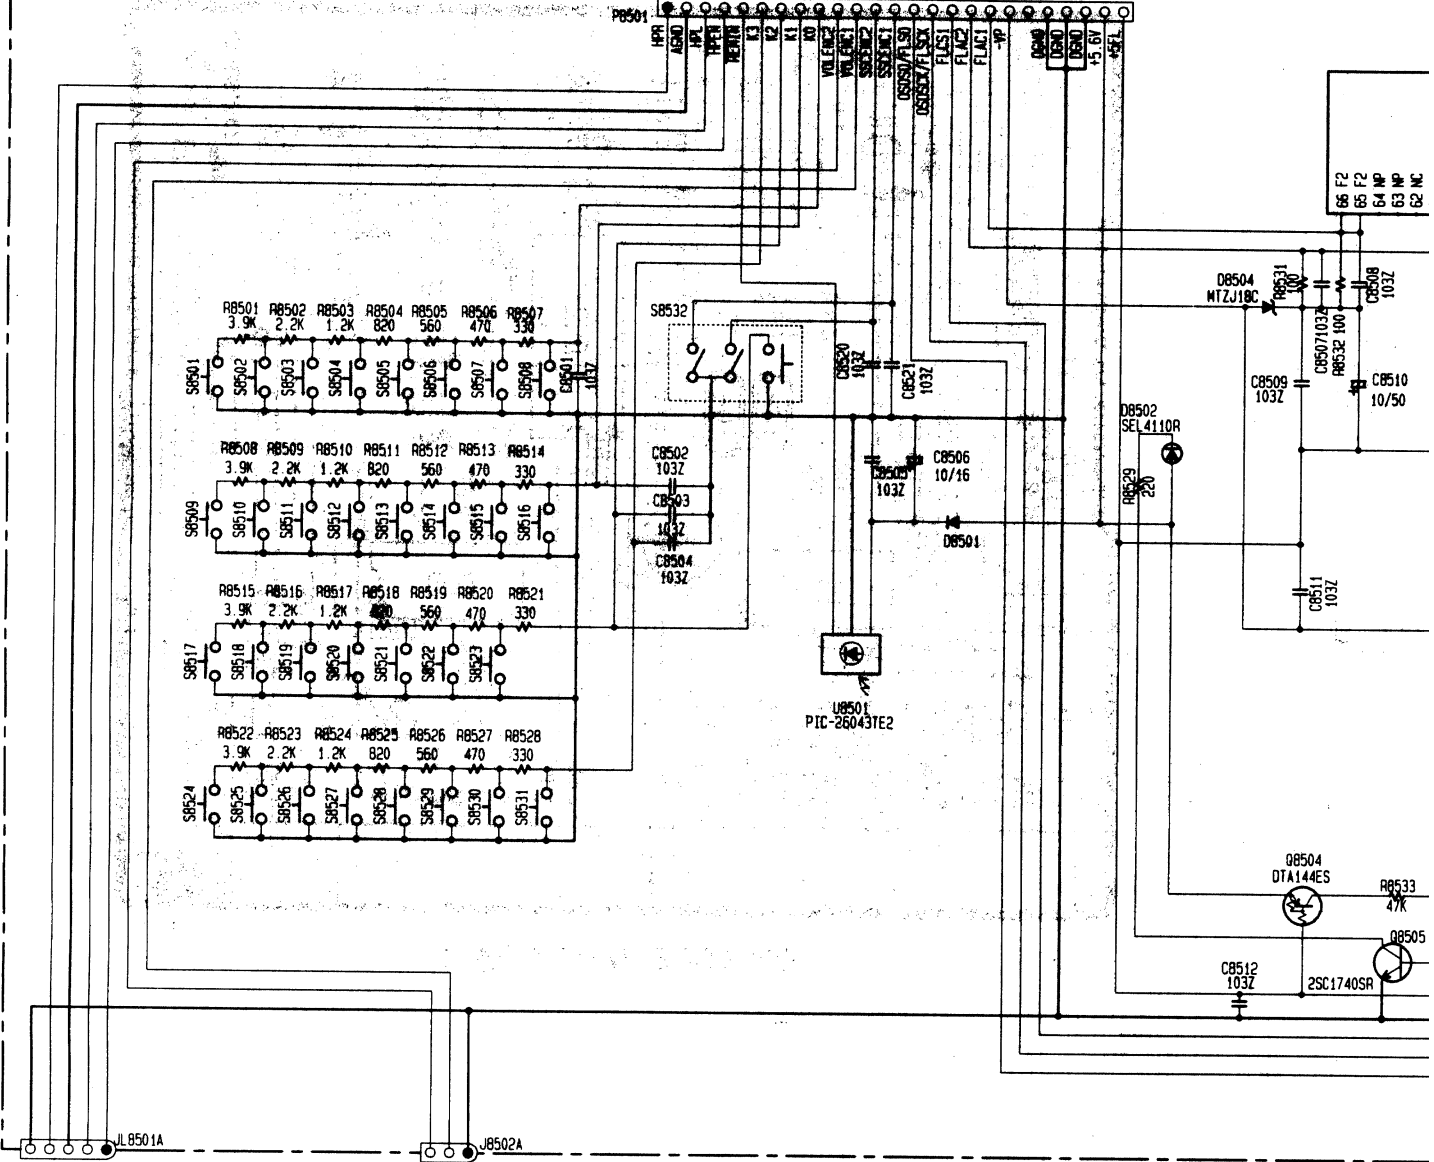 P8501
HPR
AGND
HPL
HPEN
REMIN
K3
K2
K1
K0
VOLENC2
VOLENC1
SSCENC2
SSCENC1
OSDSO/FLSO
OSDSCK/FLSCK
FLCS1
FLAC2
FLAC1
-VP
DGND
DGND
DGND
+5.6V
+5FL
66 F2
65 F2
64 NP
63 NP
62 NC
D8504
MTZJ18C
R8531
100
C8507
103Z
R8532
100
C8508
103Z
C8509
103Z
C8510
10/50
C8511
103Z
R8501 R8502 R8503 R8504 R8505 R8506 R8507
3.9K 2.2K 1.2K 820 560 470 330
S8501 S8502 S8503 S8504 S8505 S8506 S8507 S8508
C8501
103Z
S8532
C8520
103Z
C8521
103Z
D8502
SEL4110R
R8529
220
R8508 R8509 R8510 R8511 R8512 R8513 R8514
3.9K 2.2K 1.2K 820 560 470 330
S8509 S8510 S8511 S8512 S8513 S8514 S8515 S8516
C8502
103Z
C8503
103Z
C8504
103Z
C8505
103Z
C8506
10/16
D8501
R8515 R8516 R8517 R8518 R8519 R8520 R8521
3.9K 2.2K 1.2K 820 560 470 330
S8517 S8518 S8519 S8520 S8521 S8522 S8523
U8501
PIC-26043TE2
R8522 R8523 R8524 R8525 R8526 R8527 R8528
3.9K 2.2K 1.2K 820 560 470 330
S8524 S8525 S8526 S8527 S8528 S8529 S8530 S8531
Q8504
DTA144ES
R8533
47K
Q8505
2SC1740SR
C8512
103Z
JL8501A
J8502A